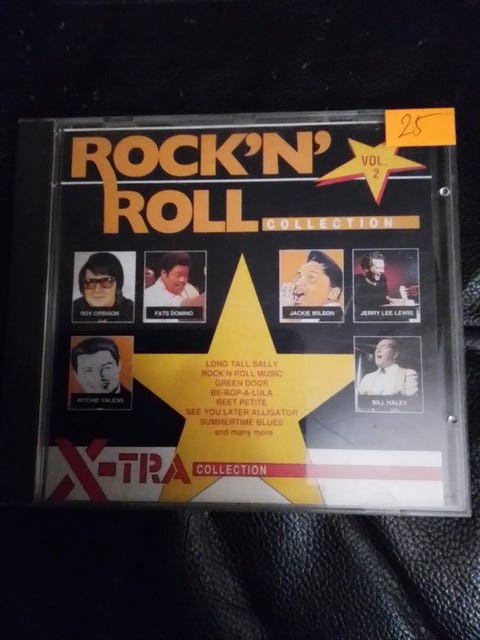 25
ROCK'N'
ROLL
COLLECTION
VOL.
2
ROY ORBISON
FATS DOMINO
JACKIE WILSON
JERRY LEE LEWIS
RITCHIE VALENS
BILL HALEY
LONG TALL SALLY
ROCK'N ROLL MUSIC
GREEN DOOR
BE-BOP-A-LULA
REET PETITE
SEE YOU LATER ALLIGATOR
SUMMERTIME BLUES
- and many more
X-TRA COLLECTION